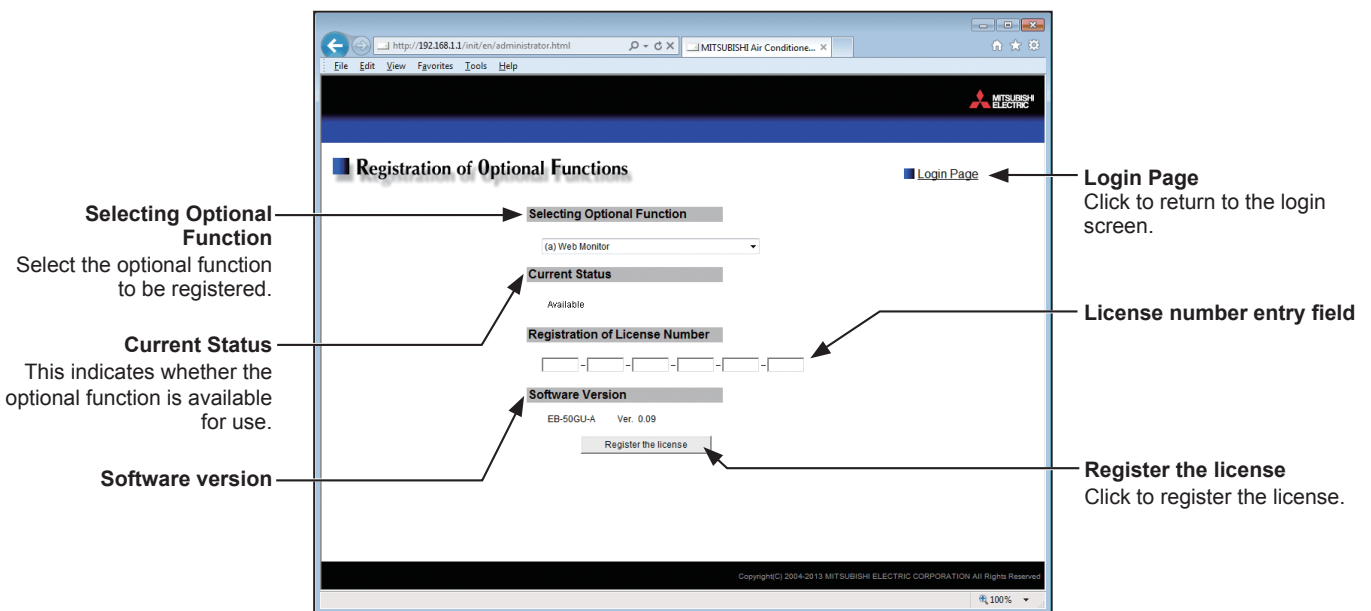 http://192.168.1.1/init/en/administrator.html
MITSUBISHI Air Conditione...
File Edit View Favorites Tools Help
MITSUBISHI
ELECTRIC
Registration of Optional Functions
Login Page
Selecting Optional Function
(a) Web Monitor
Current Status
Available
Registration of License Number
- - - - -
Software Version
EB-50GU-A Ver. 0.09
Register the license
Copyright(C) 2004-2013 MITSUBISHI ELECTRIC CORPORATION All Rights Reserved
100%
Selecting Optional
Function
Select the optional function
to be registered.
Current Status
This indicates whether the
optional function is available
for use.
Software version
Login Page
Click to return to the login
screen.
License number entry field
Register the license
Click to register the license.